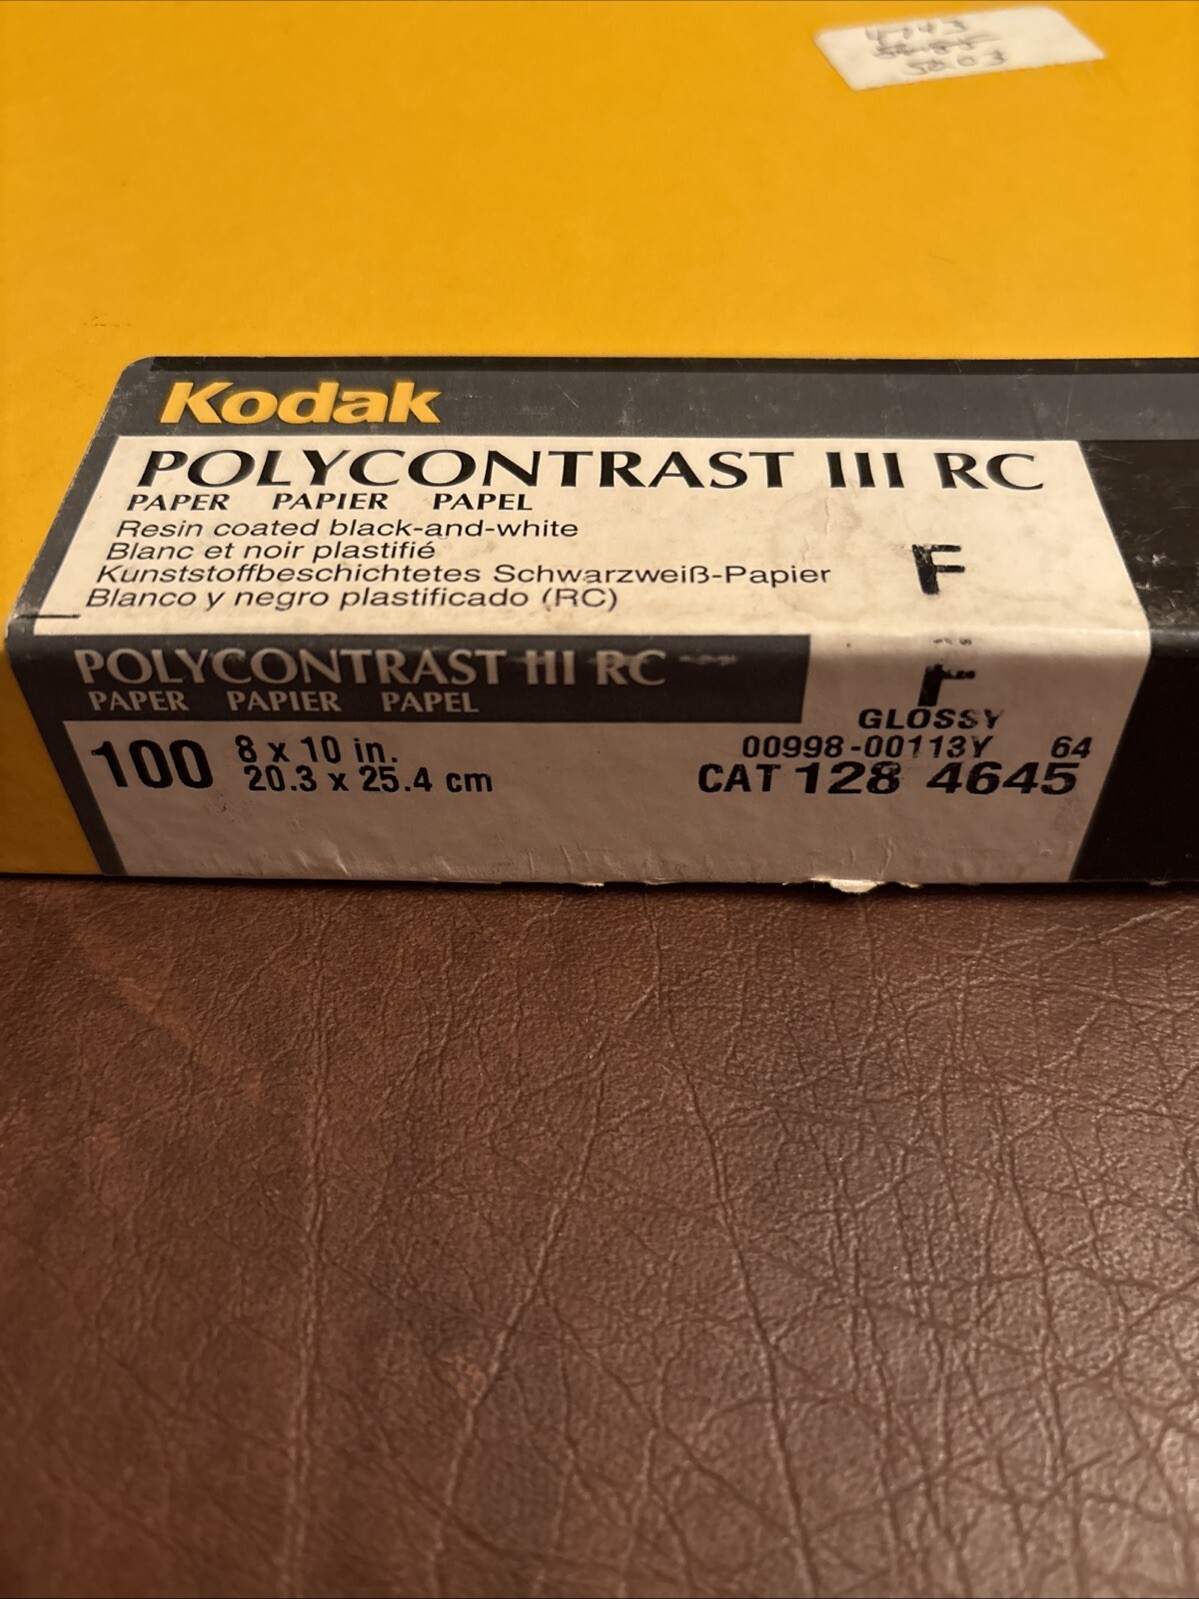 50.03
Kodak
POLYCONTRAST III RC
PAPER PAPIER PAPEL
Resin coated black-and-white
Blanc et noir plastifié
Kunststoffbeschichtetes Schwarzweiß-Papier
Blanco y negro plastificado (RC)
F
POLYCONTRAST III RC
PAPER PAPIER PAPEL
F
GLOSSY
100 8 x 10 in.
20.3 x 25.4 cm
00998-00113Y 64
CAT 128 4645